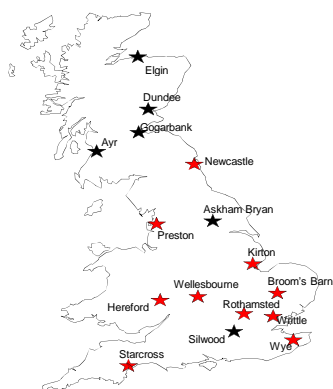 Elgin
Dundee
Gogarbank
Ayr
Newcastle
Askham Bryan
Preston
Kirton
Wellesbourne
Broom's Barn
Hereford
Rothamsted
Writtle
Silwood
Wye
Starcross